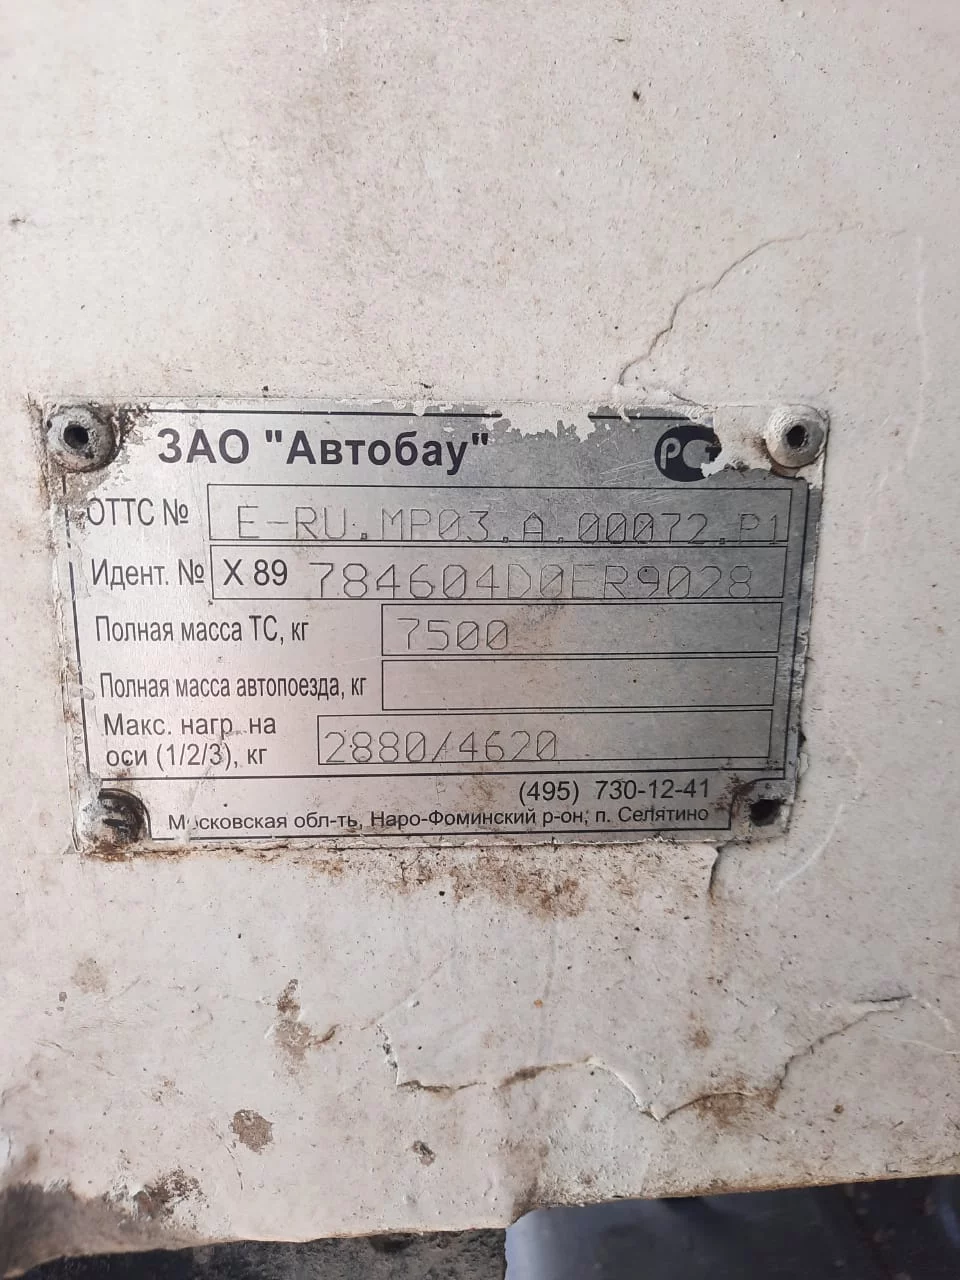 ЗАО "Автобау"
РСТ
ОТТС № E-RU.MP03.A.00072.P1
Идент. № X 89 784604D0ER9028
Полная масса ТС, кг 7500
Полная масса автопоезда, кг
Макс. нагр. на
оси (1/2/3), кг 2880/4620
(495) 730-12-41
Московская обл-ть, Наро-Фоминский р-он, п. Селятино